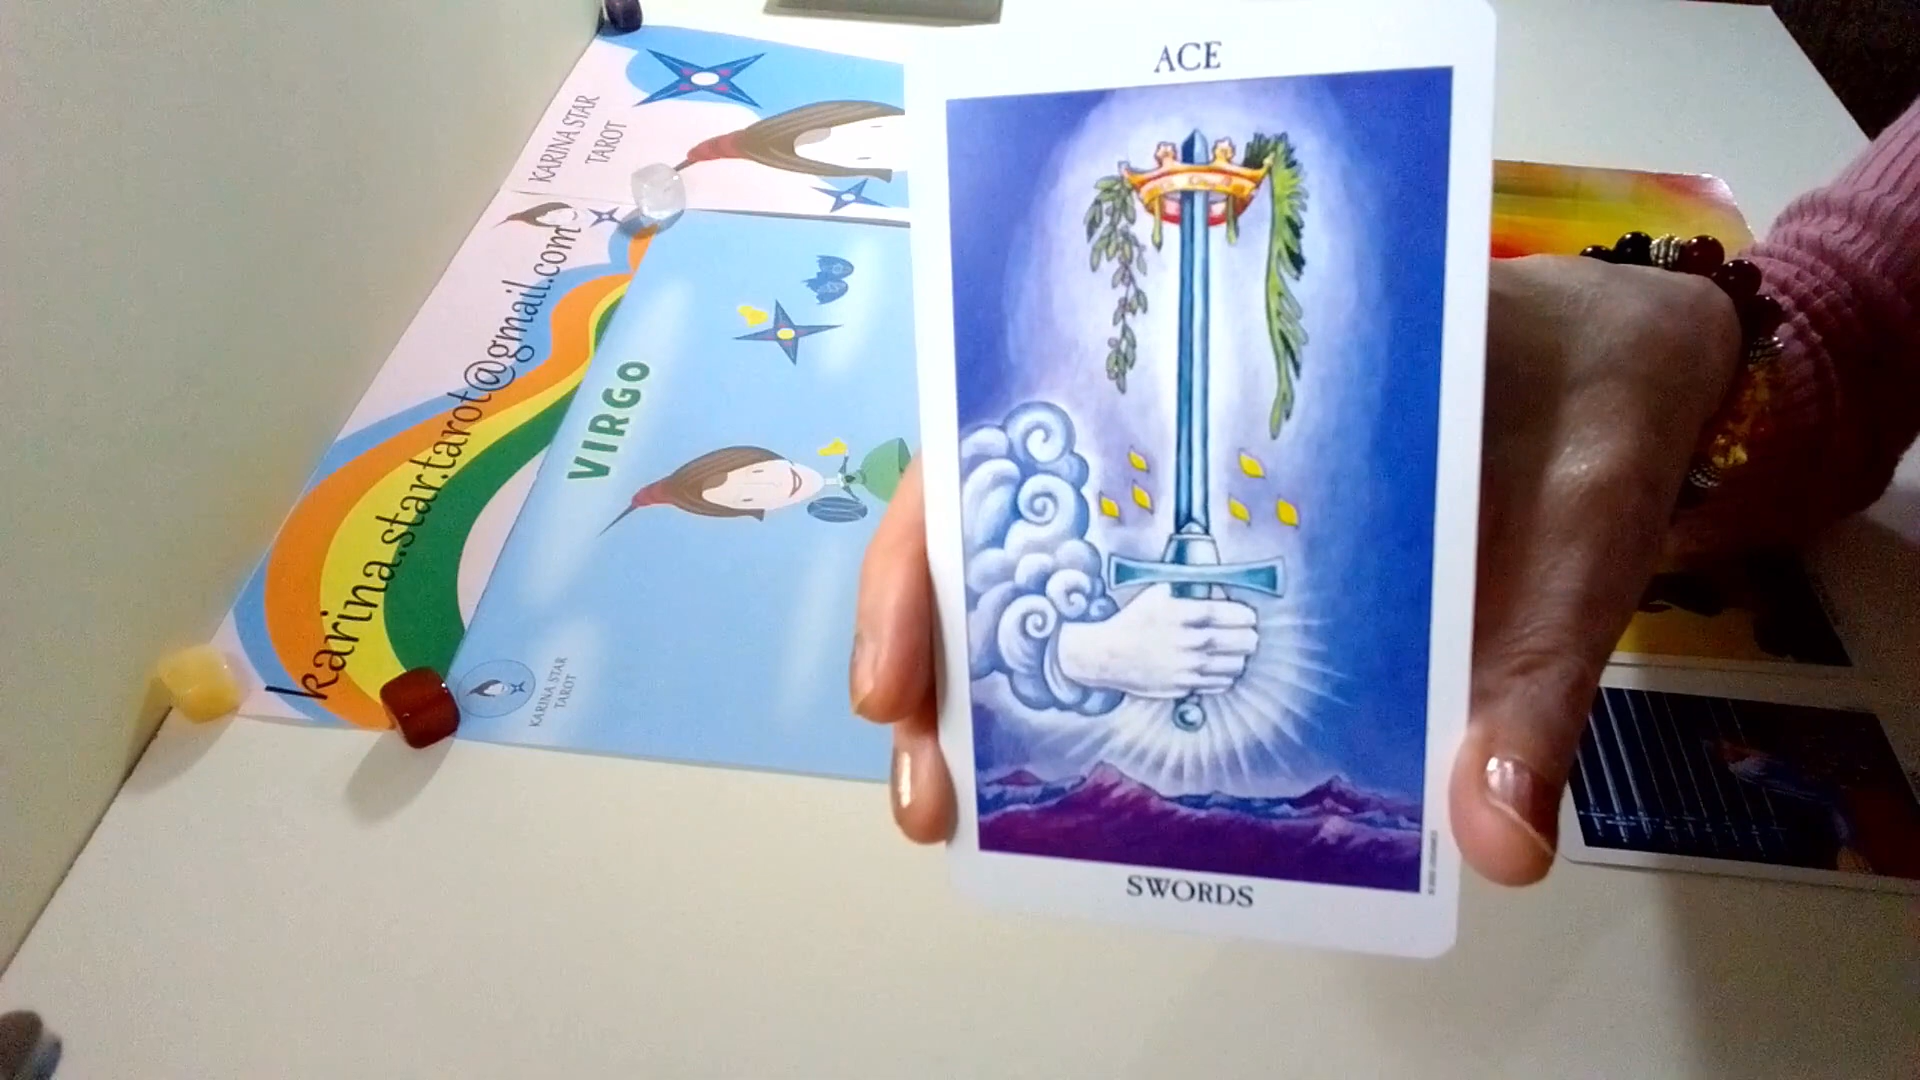 KARINA STAR
TAROT
karina.star.tarot@gmail.com
VIRGO
KARINA STAR
TAROT
ACE
SWORDS